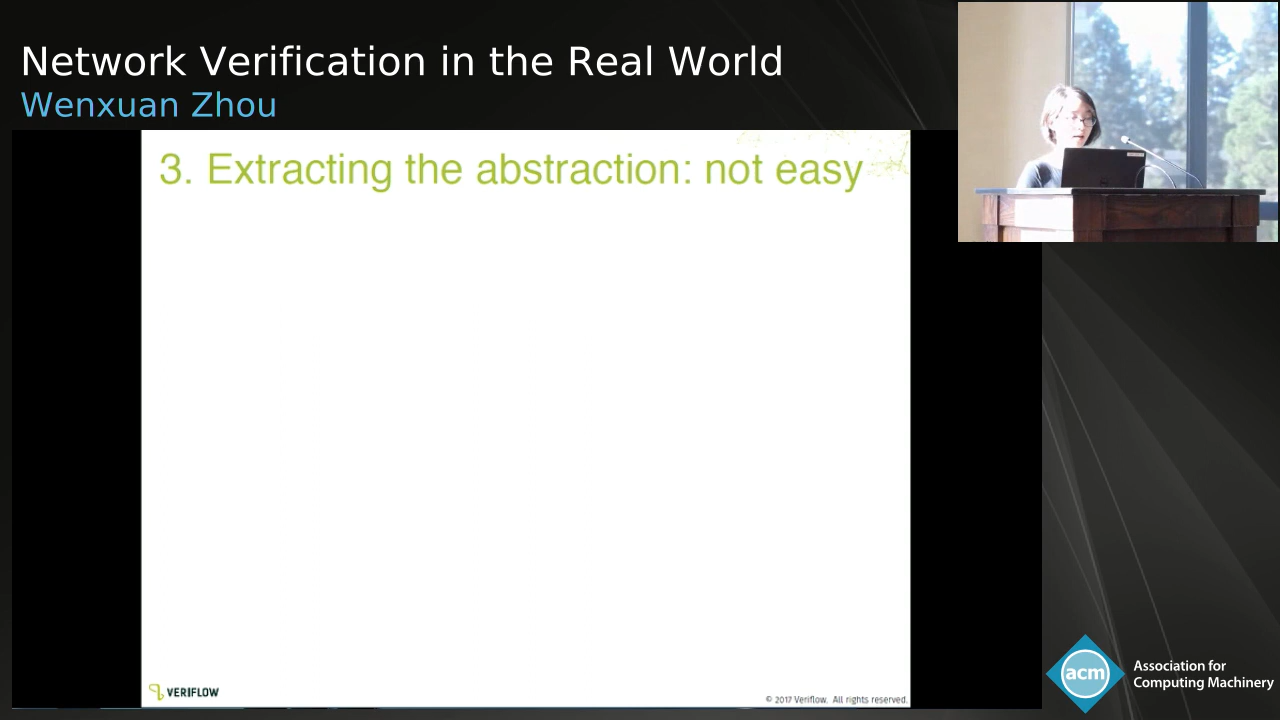 Network Verification in the Real World
Wenxuan Zhou
3. Extracting the abstraction: not easy
VERIFLOW
© 2017 Veriflow. All rights reserved.
acm
Association for
Computing Machinery